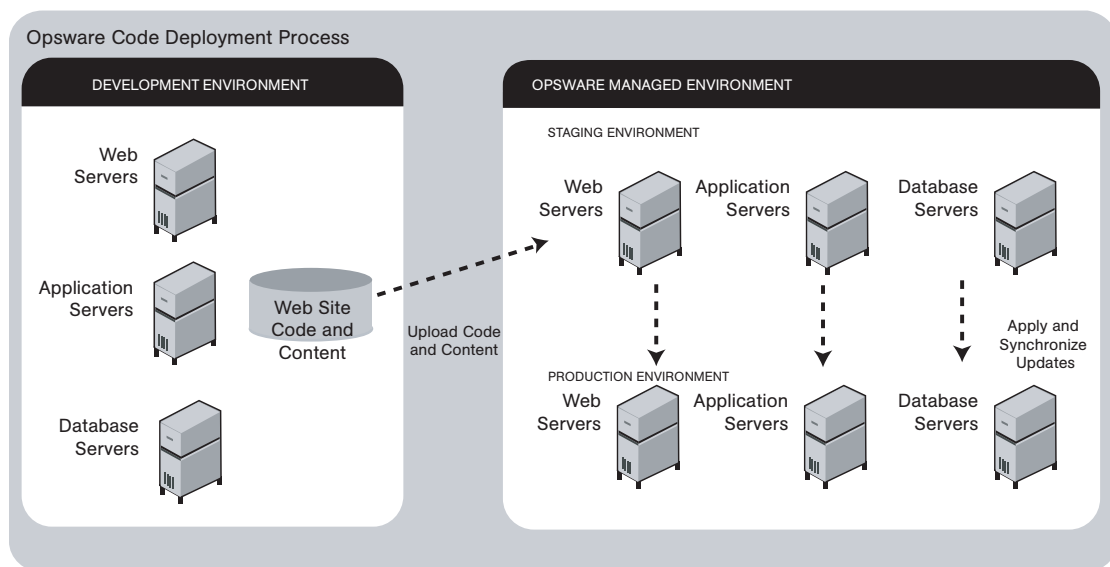 Opsware Code Deployment Process
DEVELOPMENT ENVIRONMENT
Web
Servers
Application
Servers
Database
Servers
Web Site
Code and
Content
Upload Code
and Content
OPSWARE MANAGED ENVIRONMENT
STAGING ENVIRONMENT
Web
Servers
Application
Servers
Database
Servers
Apply and
Synchronize
Updates
PRODUCTION ENVIRONMENT
Web
Servers
Application
Servers
Database
Servers